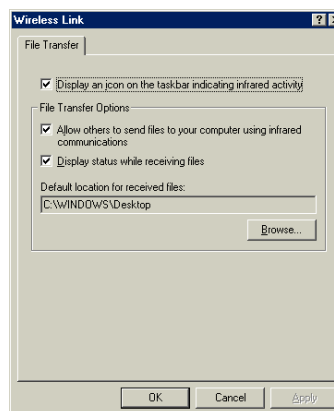 Wireless Link
File Transfer
Display an icon on the taskbar indicating infrared activity
File Transfer Options
Allow others to send files to your computer using infrared
communications
Display status while receiving files
Default location for received files:
C:\WINDOWS\Desktop
Browse...
OK Cancel Apply